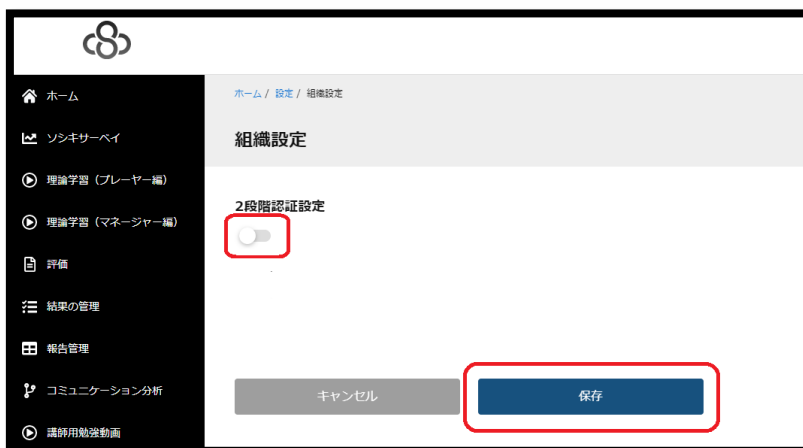 ホーム
ソシキサーベイ
理論学習（プレーヤー編）
理論学習（マネージャー編）
評価
結果の管理
報告管理
コミュニケーション分析
講師用勉強動画
ホーム / 設定 / 組織設定
組織設定
2段階認証設定
キャンセル
保存